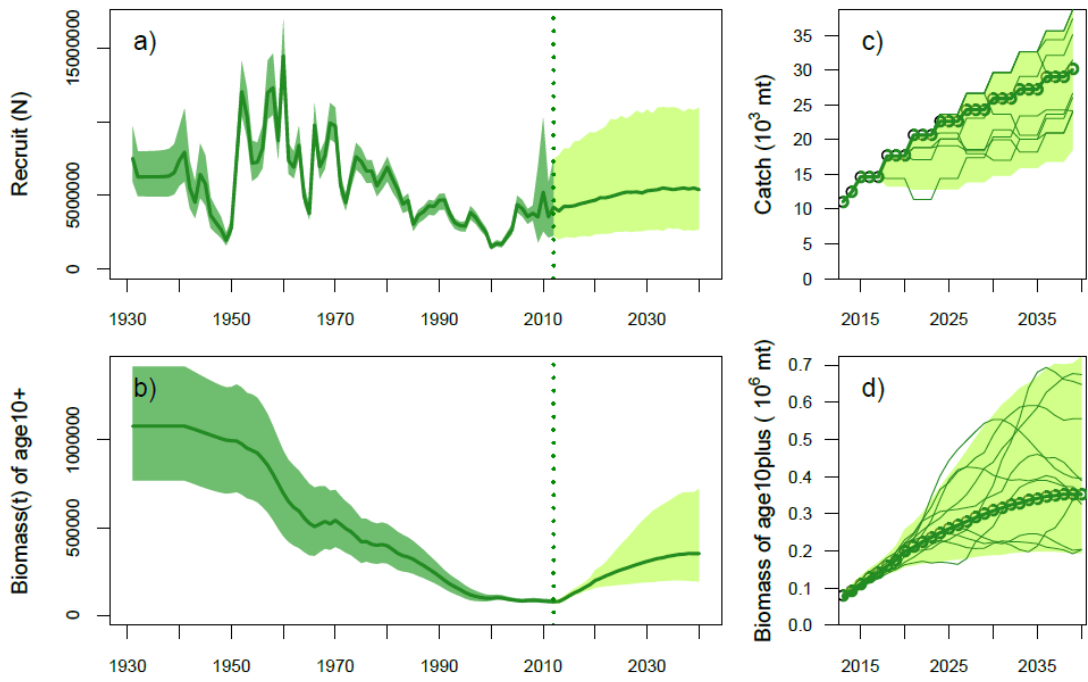 a)
Recruit (N)
15000000
5000000
0
1930 1950 1970 1990 2010 2030
b)
Biomass(t) of age10+
1000000
500000
0
1930 1950 1970 1990 2010 2030
c)
Catch (10³ mt)
35
30
25
20
15
10
5
0
2015 2025 2035
d)
Biomass of age10plus ( 10⁶ mt)
0.7
0.6
0.5
0.4
0.3
0.2
0.1
0.0
2015 2025 2035